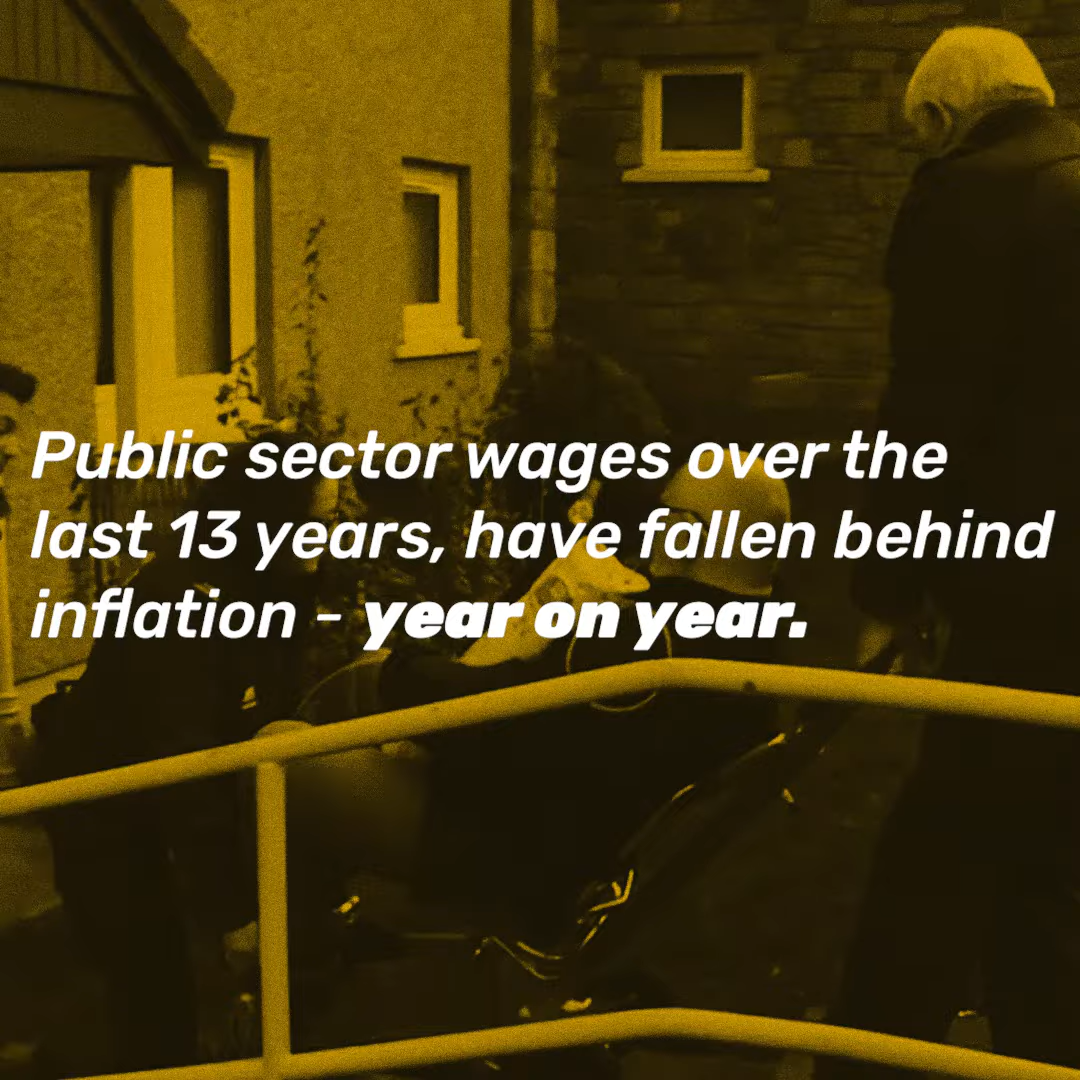 Public sector wages over the
last 13 years, have fallen behind
inflation - year on year.